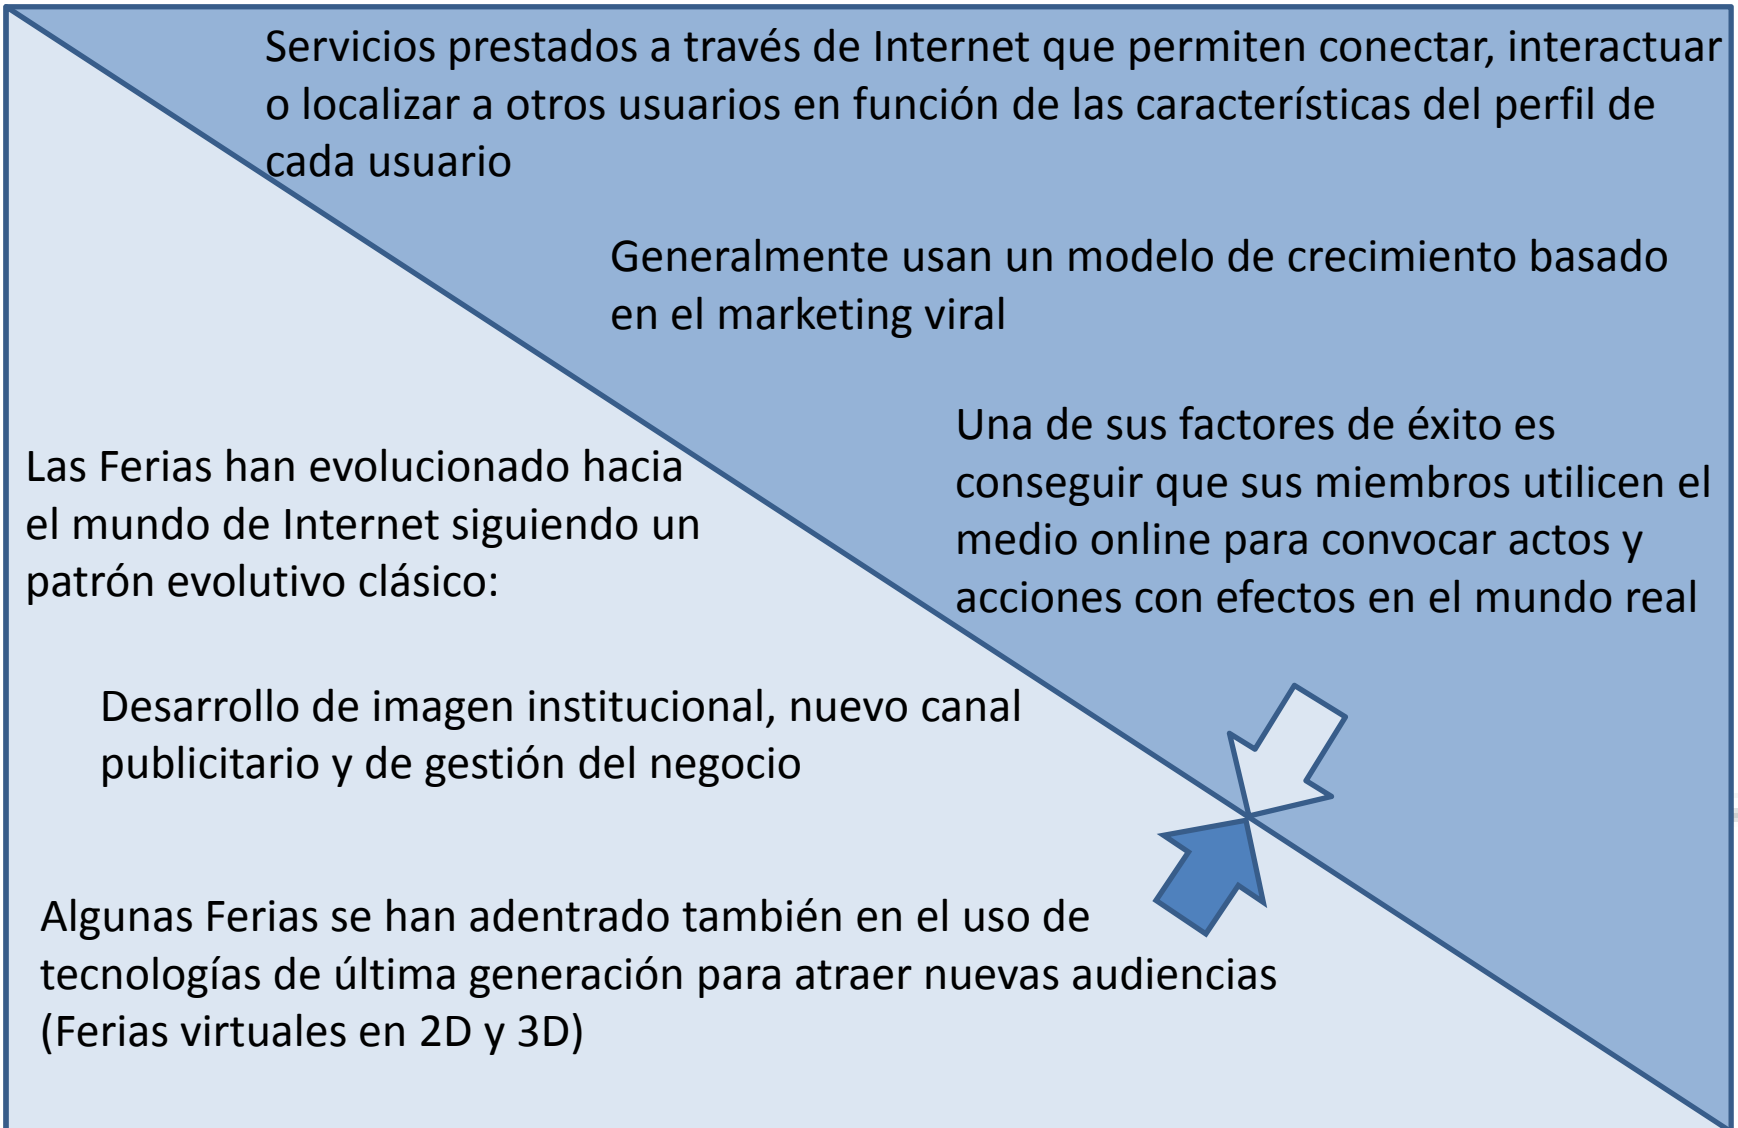 Servicios prestados a través de Internet que permiten conectar, interactuar
o localizar a otros usuarios en función de las características del perfil de
cada usuario
Generalmente usan un modelo de crecimiento basado
en el marketing viral
Una de sus factores de éxito es
conseguir que sus miembros utilicen el
medio online para convocar actos y
acciones con efectos en el mundo real
Las Ferias han evolucionado hacia
el mundo de Internet siguiendo un
patrón evolutivo clásico:
Desarrollo de imagen institucional, nuevo canal
publicitario y de gestión del negocio
Algunas Ferias se han adentrado también en el uso de
tecnologías de última generación para atraer nuevas audiencias
(Ferias virtuales en 2D y 3D)